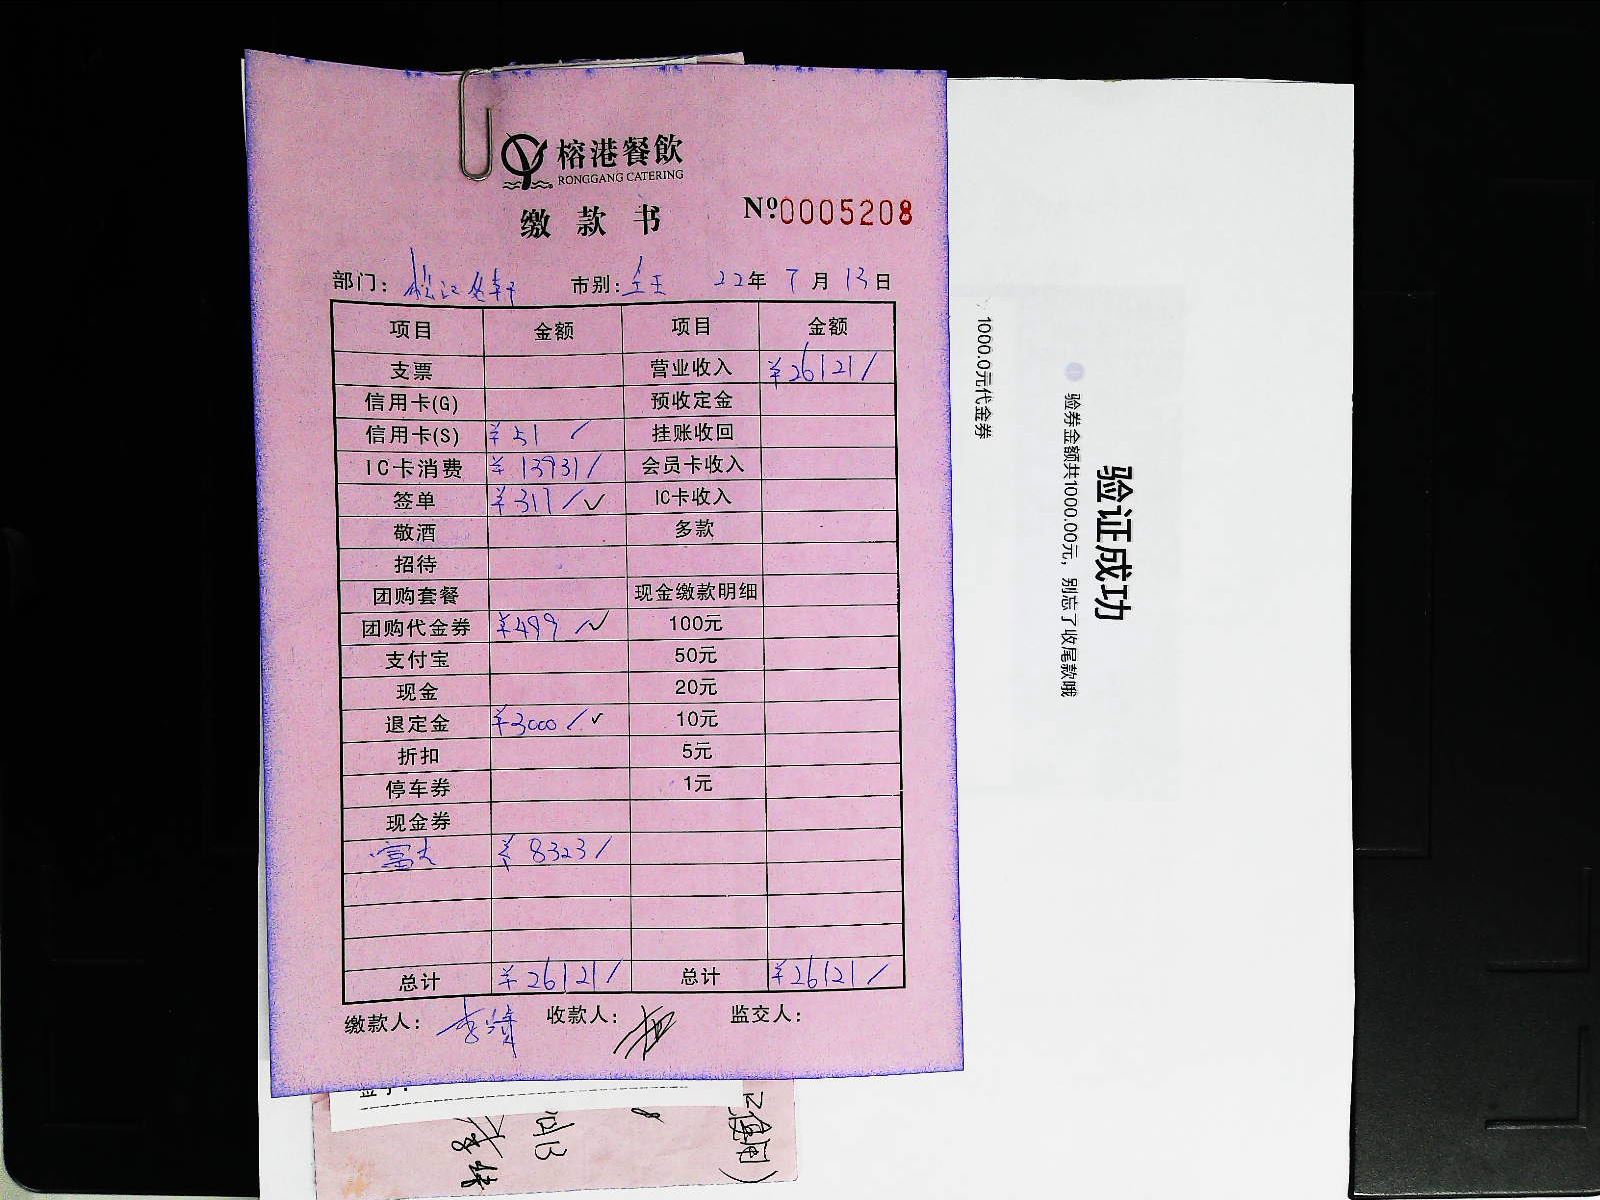 榕港餐飲
RONGGANG CATERING
缴款书
Nº0005208
部门: 市别: 22年 7月 13日
项目 金额 项目 金额
支票 营业收入 ¥26121/
信用卡(G) 预收定金
信用卡(S) ¥51 / 挂账收回
IC卡消费 ¥13931/ 会员卡收入
签单 ¥317/✓ IC卡收入
敬酒 多款
招待
团购套餐 现金缴款明细
团购代金券 ¥499/✓ 100元
支付宝 50元
现金 20元
退定金 ¥3000/✓ 10元
折扣 5元
停车券 1元
现金券
¥8323/
总计 ¥26121/ 总计 ¥26121/
缴款人: 收款人: 监交人:
验证成功
验券金额共1000.00元，别忘了收尾款哦
、1000.0元代金券